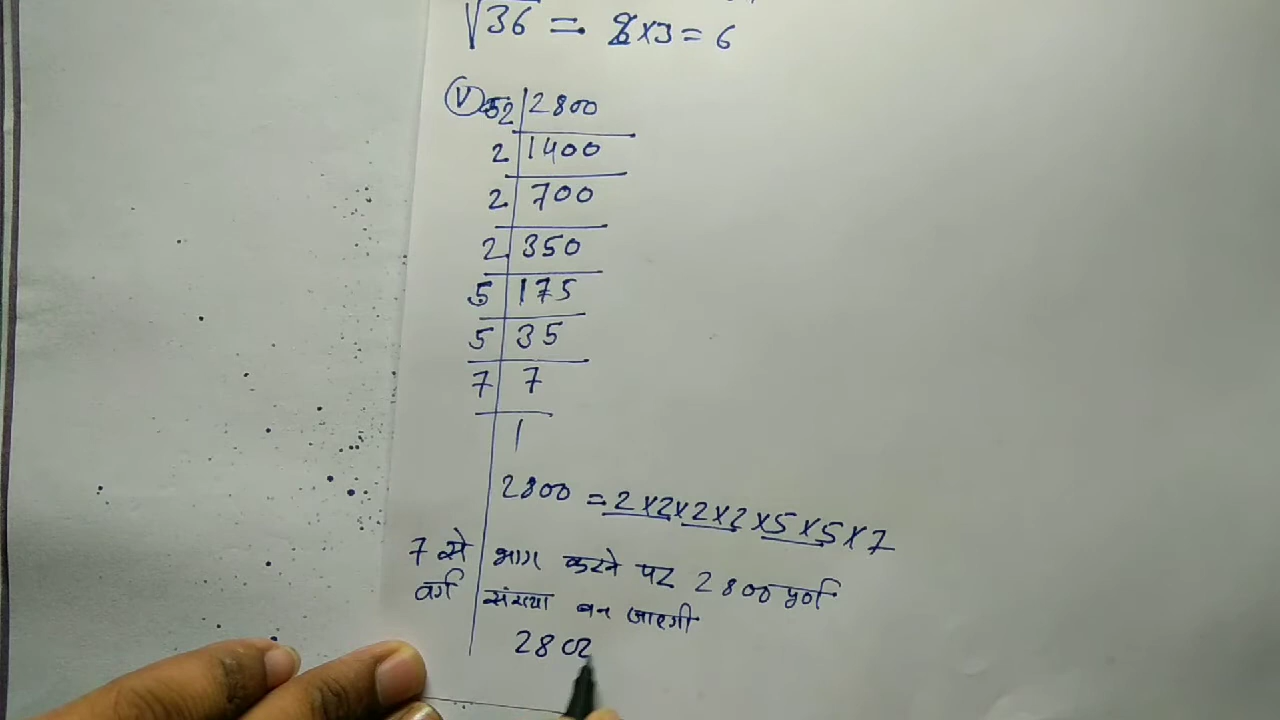 √36 = 2×3 = 6
(V) 2 | 2800
2 | 1400
2 | 700
2 | 350
5 | 175
5 | 35
7 | 7
1
2800 = 2×2×2×2×5×5×7
7 से भाग करने पर 2800 पूर्ण
वर्ग संख्या बन जाएगी
280